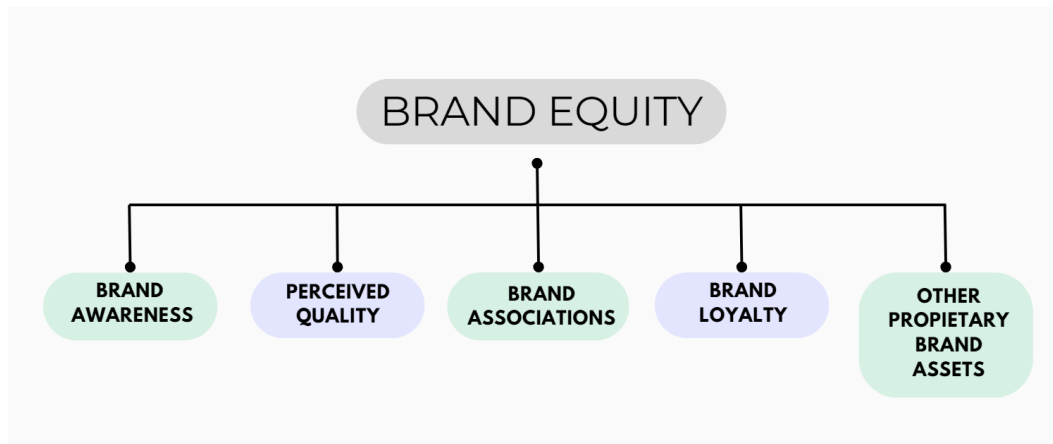 BRAND EQUITY
BRAND
AWARENESS
PERCEIVED
QUALITY
BRAND
ASSOCIATIONS
BRAND
LOYALTY
OTHER
PROPIETARY
BRAND
ASSETS